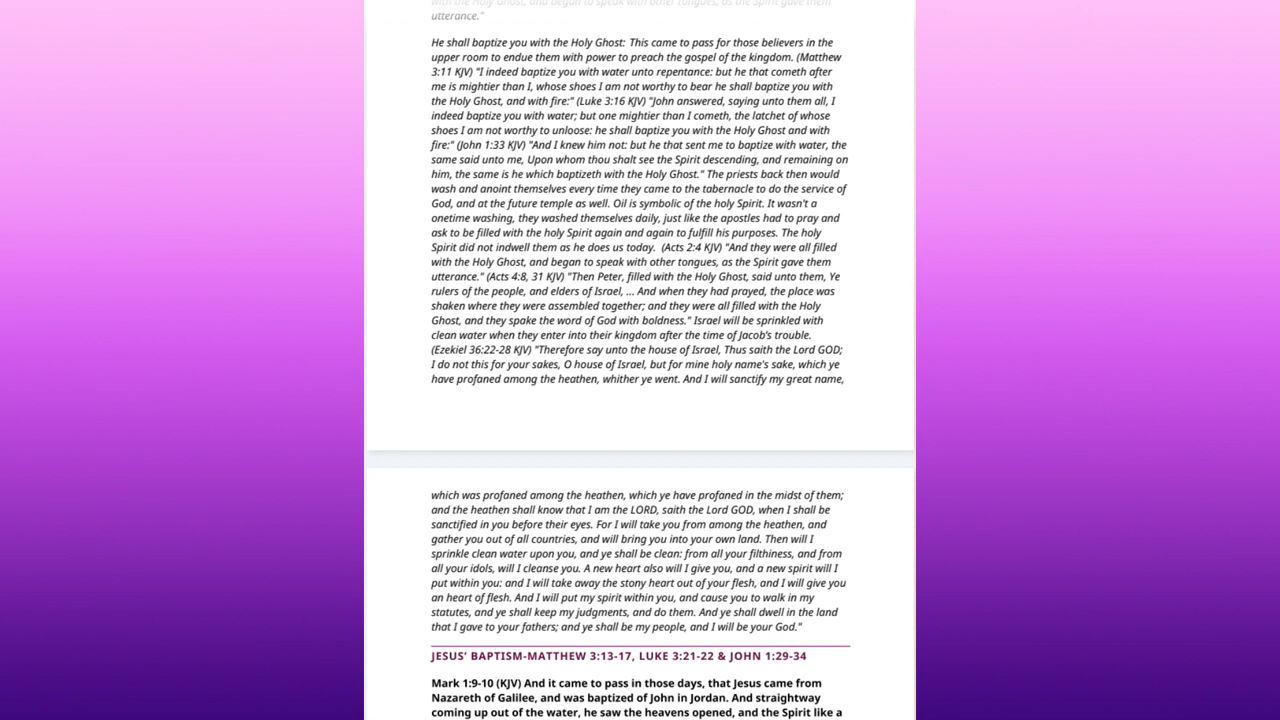 with the Holy Ghost, and began to speak with other tongues, as the Spirit gave them
utterance."
He shall baptize you with the Holy Ghost: This came to pass for those believers in the
upper room to endue them with power to preach the gospel of the kingdom. (Matthew
3:11 KJV) "I indeed baptize you with water unto repentance: but he that cometh after
me is mightier than I, whose shoes I am not worthy to bear he shall baptize you with
the Holy Ghost, and with fire:" (Luke 3:16 KJV) "John answered, saying unto them all, I
indeed baptize you with water; but one mightier than I cometh, the latchet of whose
shoes I am not worthy to unloose: he shall baptize you with the Holy Ghost and with
fire:" (John 1:33 KJV) "And I knew him not: but he that sent me to baptize with water, the
same said unto me, Upon whom thou shalt see the Spirit descending, and remaining on
him, the same is he which baptizeth with the Holy Ghost." The priests back then would
wash and anoint themselves every time they came to the tabernacle to do the service of
God, and at the future temple as well. Oil is symbolic of the holy Spirit. It wasn't a
onetime washing, they washed themselves daily, just like the apostles had to pray and
ask to be filled with the holy Spirit again and again to fulfill his purposes. The holy
Spirit did not indwell them as he does us today. (Acts 2:4 KJV) "And they were all filled
with the Holy Ghost, and began to speak with other tongues, as the Spirit gave them
utterance." (Acts 4:8, 31 KJV) "Then Peter, filled with the Holy Ghost, said unto them, Ye
rulers of the people, and elders of Israel, ... And when they had prayed, the place was
shaken where they were assembled together; and they were all filled with the Holy
Ghost, and they spake the word of God with boldness." Israel will be sprinkled with
clean water when they enter into their kingdom after the time of Jacob's trouble.
(Ezekiel 36:22-28 KJV) "Therefore say unto the house of Israel, Thus saith the Lord GOD;
I do not this for your sakes, O house of Israel, but for mine holy name's sake, which ye
have profaned among the heathen, whither ye went. And I will sanctify my great name,
which was profaned among the heathen, which ye have profaned in the midst of them;
and the heathen shall know that I am the LORD, saith the Lord GOD, when I shall be
sanctified in you before their eyes. For I will take you from among the heathen, and
gather you out of all countries, and will bring you into your own land. Then will I
sprinkle clean water upon you, and ye shall be clean: from all your filthiness, and from
all your idols, will I cleanse you. A new heart also will I give you, and a new spirit will I
put within you: and I will take away the stony heart out of your flesh, and I will give you
an heart of flesh. And I will put my spirit within you, and cause you to walk in my
statutes, and ye shall keep my judgments, and do them. And ye shall dwell in the land
that I gave to your fathers; and ye shall be my people, and I will be your God."
JESUS' BAPTISM-MATTHEW 3:13-17, LUKE 3:21-22 & JOHN 1:29-34
Mark 1:9-10 (KJV) And it came to pass in those days, that Jesus came from
Nazareth of Galilee, and was baptized of John in Jordan. And straightway
coming up out of the water, he saw the heavens opened, and the Spirit like a